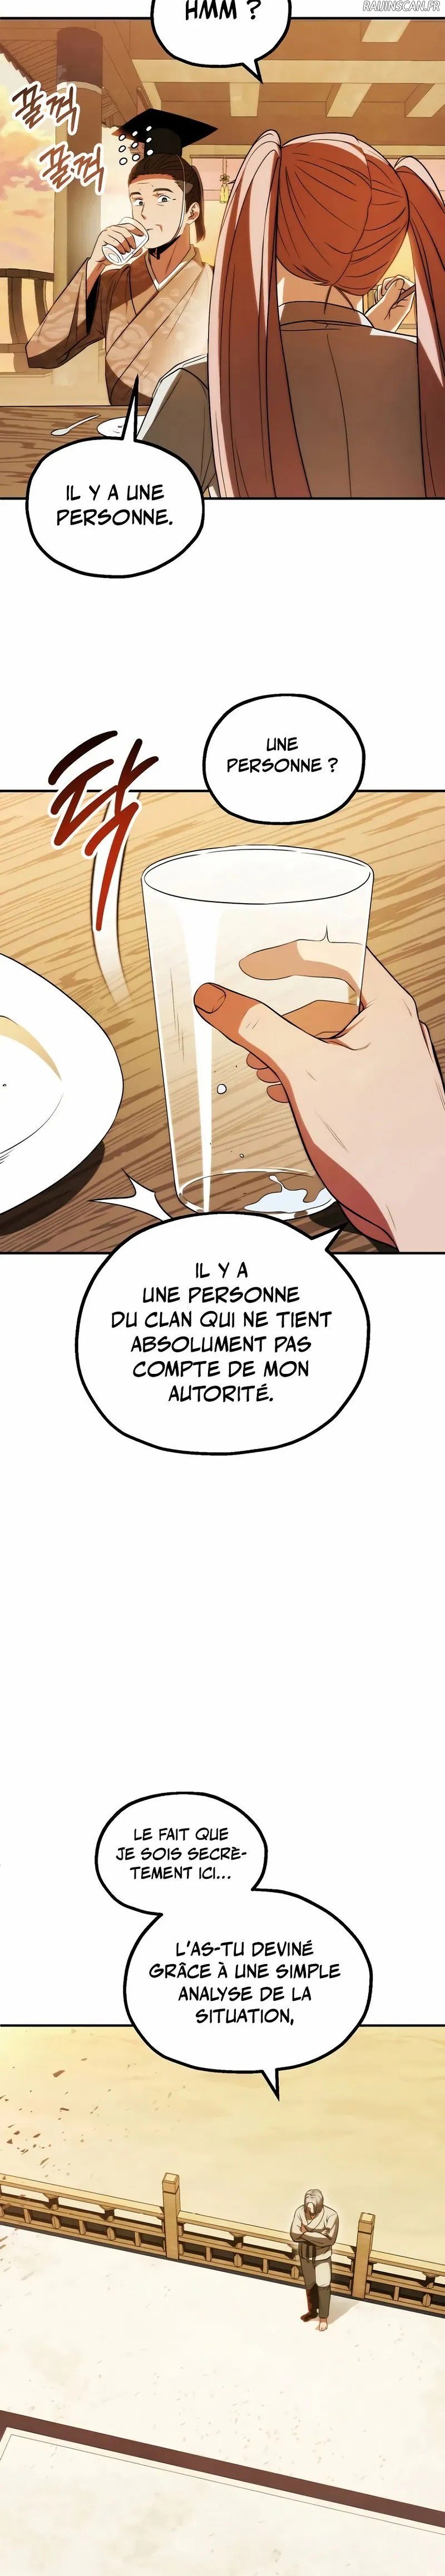 HMM ?
RAIJINSCAN.FR
꿀꺽
꿀꺽
IL Y A UNE
PERSONNE.
UNE
PERSONNE ?
탁
IL Y A
UNE PERSONNE
DU CLAN QUI NE TIENT
ABSOLUMENT PAS
COMPTE DE MON
AUTORITÉ.
LE FAIT QUE
JE SOIS SECRÈ-
TEMENT ICI...
L'AS-TU DEVINÉ
GRÂCE À UNE SIMPLE
ANALYSE DE LA
SITUATION,